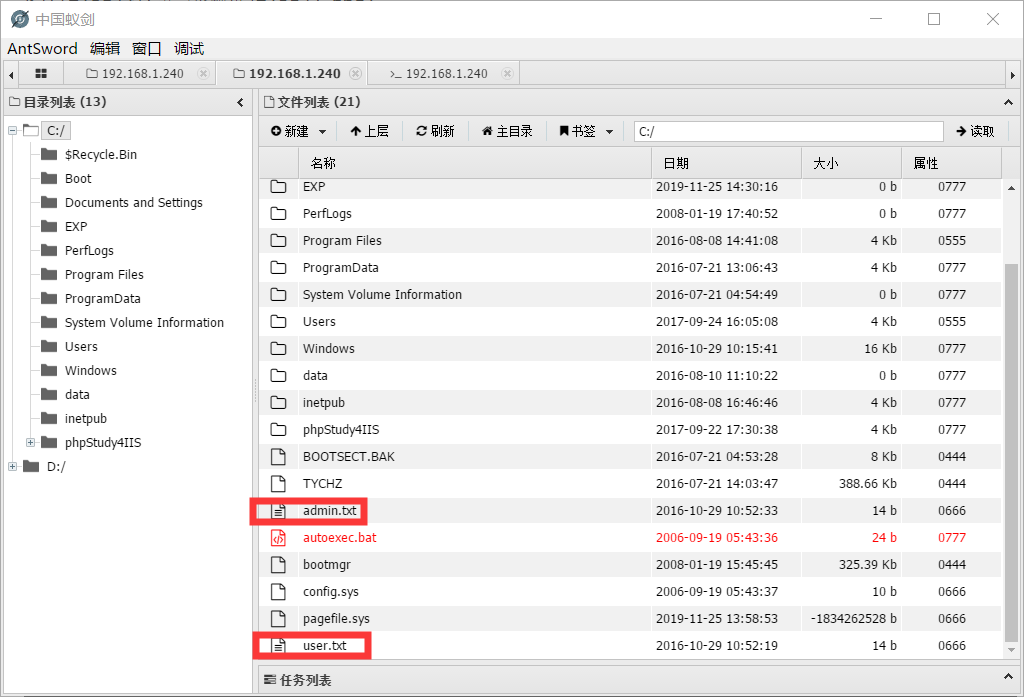 中国蚁剑
AntSword 编辑 窗口 调试
192.168.1.240 192.168.1.240 >_ 192.168.1.240
目录列表 (13)
C:/
$Recycle.Bin
Boot
Documents and Settings
EXP
PerfLogs
Program Files
ProgramData
System Volume Information
Users
Windows
data
inetpub
phpStudy4IIS
D:/
文件列表 (21)
新建 上层 刷新 主目录 书签 C:/ 读取
名称 日期 大小 属性
EXP 2019-11-25 14:30:16 0 b 0777
PerfLogs 2008-01-19 17:40:52 0 b 0777
Program Files 2016-08-08 14:41:08 4 Kb 0555
ProgramData 2016-07-21 13:06:43 4 Kb 0777
System Volume Information 2016-07-21 04:54:49 0 b 0777
Users 2017-09-24 16:05:08 4 Kb 0555
Windows 2016-10-29 10:15:41 16 Kb 0777
data 2016-08-10 11:10:22 0 b 0777
inetpub 2016-08-08 16:46:46 4 Kb 0777
phpStudy4IIS 2017-09-22 17:30:38 4 Kb 0777
BOOTSECT.BAK 2016-07-21 04:53:28 8 Kb 0444
TYCHZ 2016-07-21 14:03:47 388.66 Kb 0444
admin.txt 2016-10-29 10:52:33 14 b 0666
autoexec.bat 2006-09-19 05:43:36 24 b 0777
bootmgr 2008-01-19 15:45:45 325.39 Kb 0444
config.sys 2006-09-19 05:43:37 10 b 0666
pagefile.sys 2019-11-25 13:58:53 -1834262528 b 0666
user.txt 2016-10-29 10:52:19 14 b 0666
任务列表